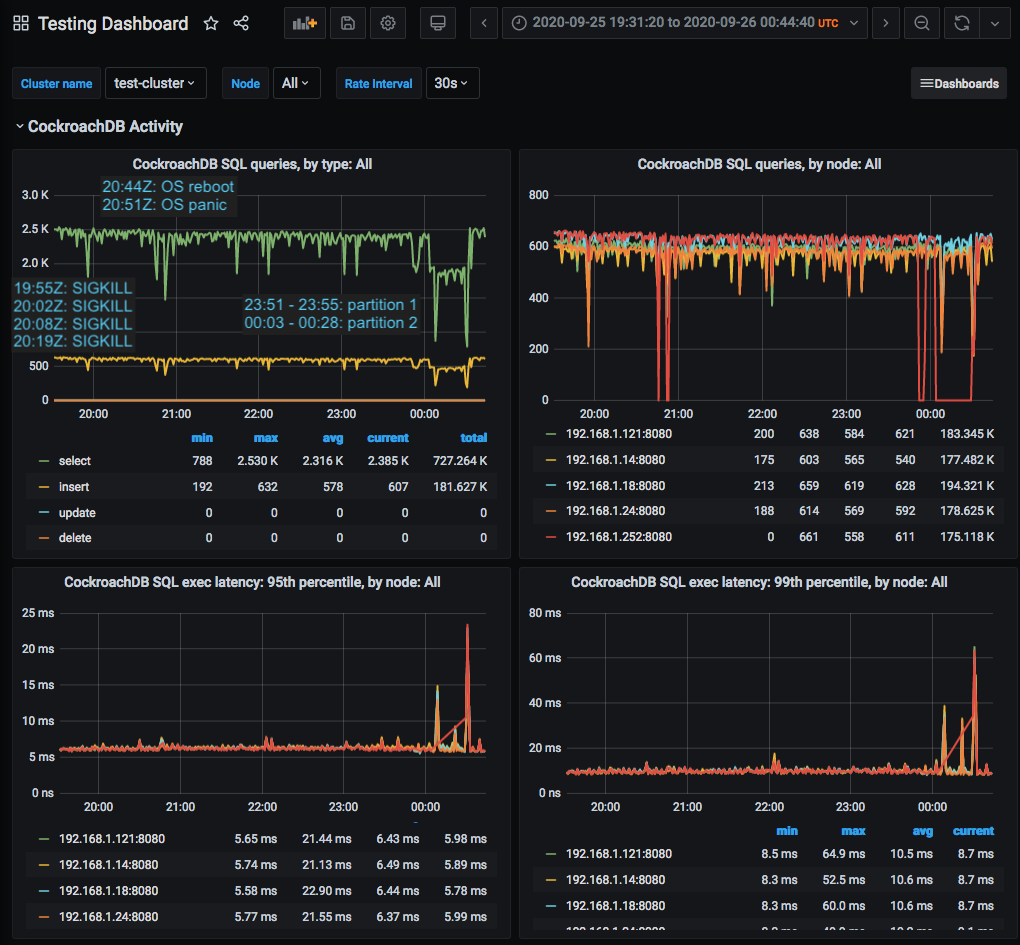 Testing Dashboard
2020-09-25 19:31:20 to 2020-09-26 00:44:40 UTC
Cluster name test-cluster Node All Rate Interval 30s Dashboards
CockroachDB Activity
CockroachDB SQL queries, by type: All
20:44Z: OS reboot
20:51Z: OS panic
3.0 K
2.5 K
2.0 K
19:55Z: SIGKILL
20:02Z: SIGKILL
20:08Z: SIGKILL
20:19Z: SIGKILL
23:51 - 23:55: partition 1
00:03 - 00:28: partition 2
500
0
20:00 21:00 22:00 23:00 00:00
min max avg current total
select 788 2.530 K 2.316 K 2.385 K 727.264 K
insert 192 632 578 607 181.627 K
update 0 0 0 0 0
delete 0 0 0 0 0
CockroachDB SQL queries, by node: All
800
600
400
200
0
20:00 21:00 22:00 23:00 00:00
192.168.1.121:8080 200 638 584 621 183.345 K
192.168.1.14:8080 175 603 565 540 177.482 K
192.168.1.18:8080 213 659 619 628 194.321 K
192.168.1.24:8080 188 614 569 592 178.625 K
192.168.1.252:8080 0 661 558 611 175.118 K
CockroachDB SQL exec latency: 95th percentile, by node: All
25 ms
20 ms
15 ms
10 ms
5 ms
0 ns
20:00 21:00 22:00 23:00 00:00
192.168.1.121:8080 5.65 ms 21.44 ms 6.43 ms 5.98 ms
192.168.1.14:8080 5.74 ms 21.13 ms 6.49 ms 5.89 ms
192.168.1.18:8080 5.58 ms 22.90 ms 6.44 ms 5.78 ms
192.168.1.24:8080 5.77 ms 21.55 ms 6.37 ms 5.99 ms
CockroachDB SQL exec latency: 99th percentile, by node: All
80 ms
60 ms
40 ms
20 ms
0 ns
20:00 21:00 22:00 23:00 00:00
min max avg current
192.168.1.121:8080 8.5 ms 64.9 ms 10.5 ms 8.7 ms
192.168.1.14:8080 8.3 ms 52.5 ms 10.6 ms 8.7 ms
192.168.1.18:8080 8.3 ms 60.0 ms 10.6 ms 8.7 ms